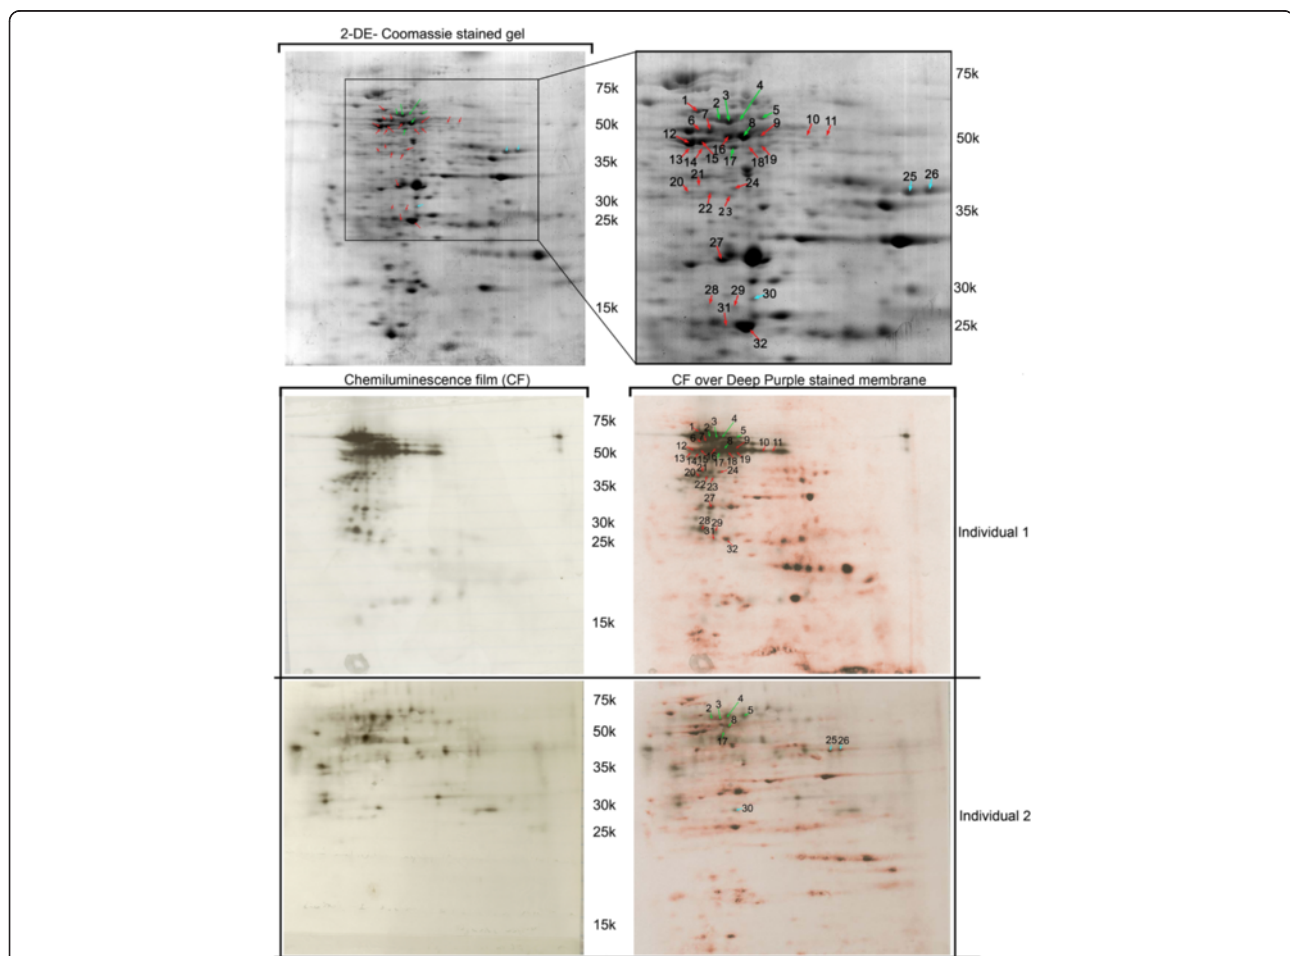 2-DE- Coomassie stained gel
75k
50k
35k
30k
25k
15k
1 2 3 4 5
6 7 8 9 10 11
12 13 14 15 16 17 18 19
20 21 22 23 24 25 26
27
28 29 30
31 32
75k
50k
35k
30k
25k
Chemiluminescence film (CF)
CF over Deep Purple stained membrane
75k
50k
35k
30k
25k
15k
1 2 3 4 5
6 7 8 9 10 11
12
13 14 15 16 17 18 19
20 21 24
22 23
27
28 29
31
32
Individual 1
75k
50k
35k
30k
25k
15k
2 3 4 5
8
17
25 26
30
Individual 2